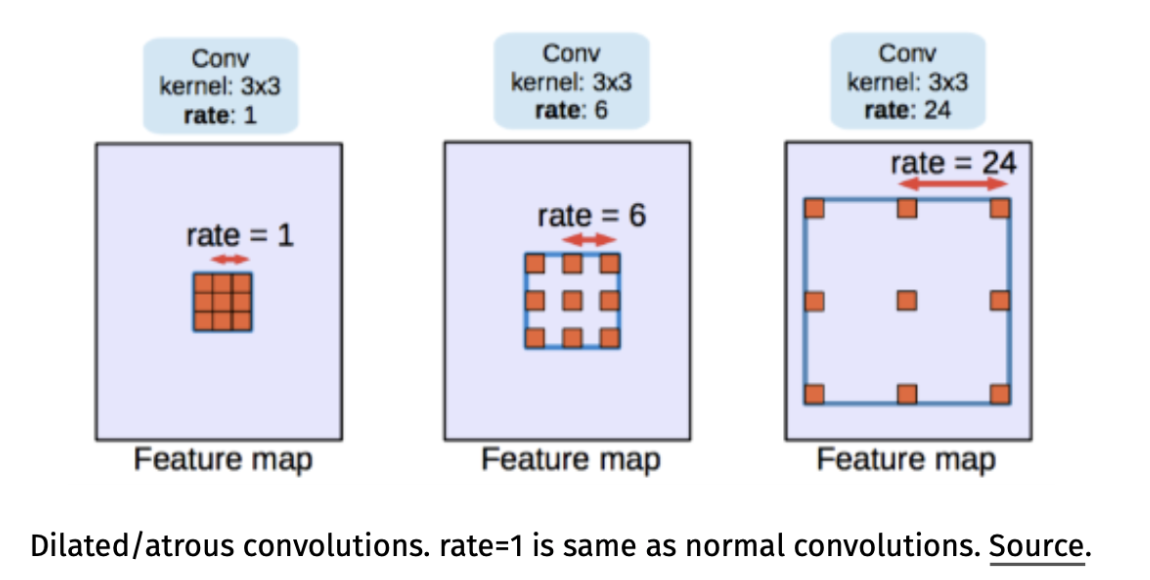 Conv
kernel: 3x3
rate: 1
Conv
kernel: 3x3
rate: 6
Conv
kernel: 3x3
rate: 24
rate = 1
rate = 6
rate = 24
Feature map
Feature map
Feature map
Dilated/atrous convolutions. rate=1 is same as normal convolutions. Source.